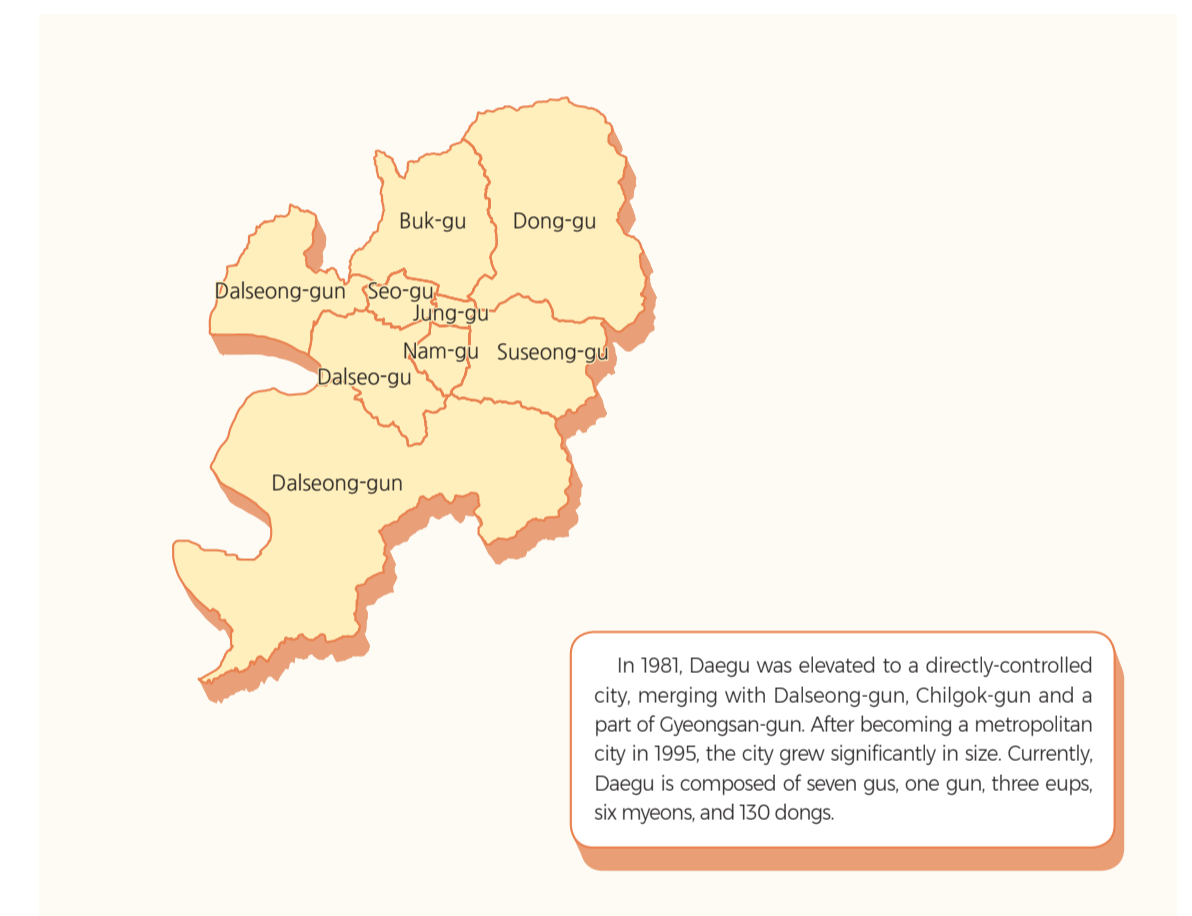 Buk-gu
Dong-gu
Dalseong-gun
Seo-gu
Jung-gu
Nam-gu
Suseong-gu
Dalseo-gu
Dalseong-gun
In 1981, Daegu was elevated to a directly-controlled
city, merging with Dalseong-gun, Chilgok-gun and a
part of Gyeongsan-gun. After becoming a metropolitan
city in 1995, the city grew significantly in size. Currently,
Daegu is composed of seven gus, one gun, three eups,
six myeons, and 130 dongs.